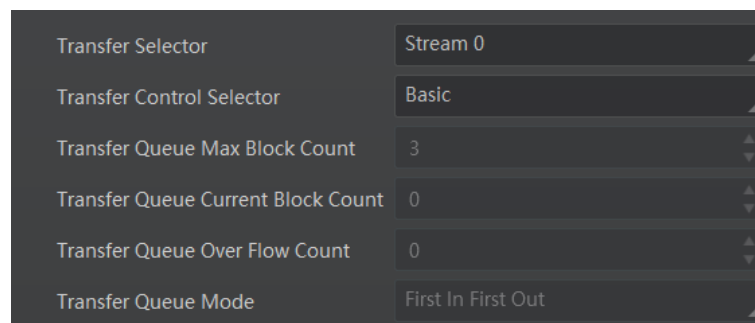 Transfer Selector Stream 0
Transfer Control Selector Basic
Transfer Queue Max Block Count 3
Transfer Queue Current Block Count 0
Transfer Queue Over Flow Count 0
Transfer Queue Mode First In First Out